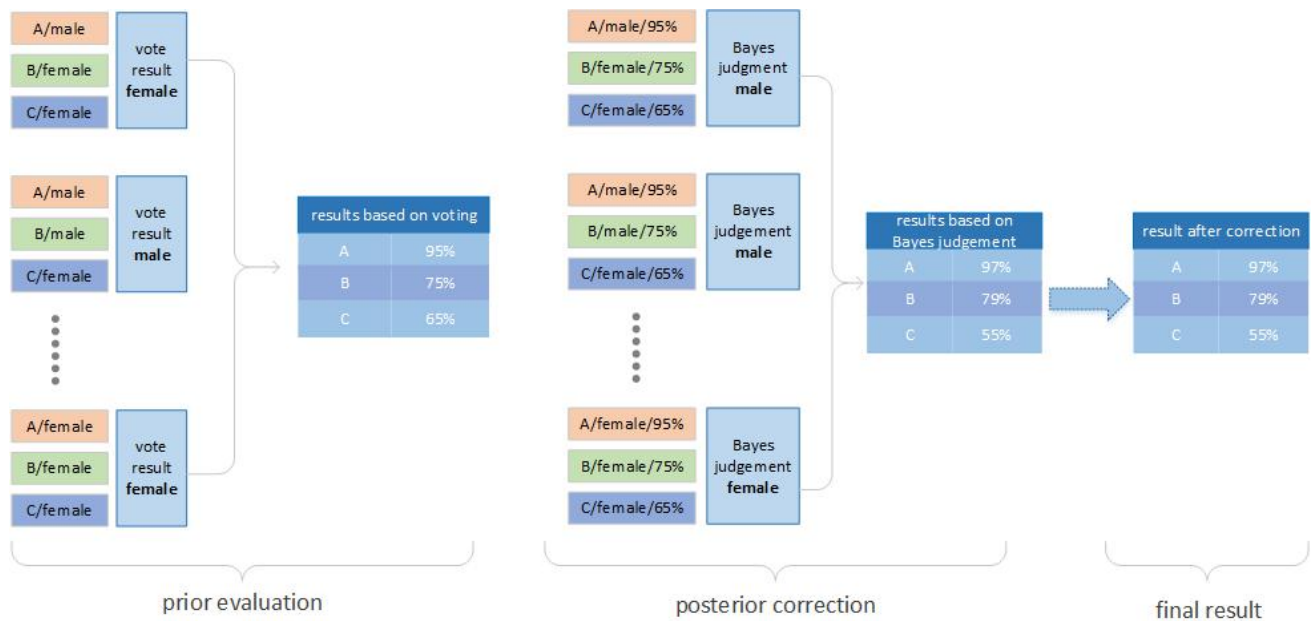 A/male
B/female
C/female
vote
result
female
A/male
B/male
C/female
vote
result
male
A/female
B/female
C/female
vote
result
female
results based on voting
A 95%
B 75%
C 65%
prior evaluation
A/male/95%
B/female/75%
C/female/65%
Bayes
judgment
male
A/male/95%
B/male/75%
C/female/65%
Bayes
judgement
male
A/female/95%
B/female/75%
C/female/65%
Bayes
judgement
female
results based on
Bayes judgement
A 97%
B 79%
C 55%
posterior correction
result after correction
A 97%
B 79%
C 55%
final result